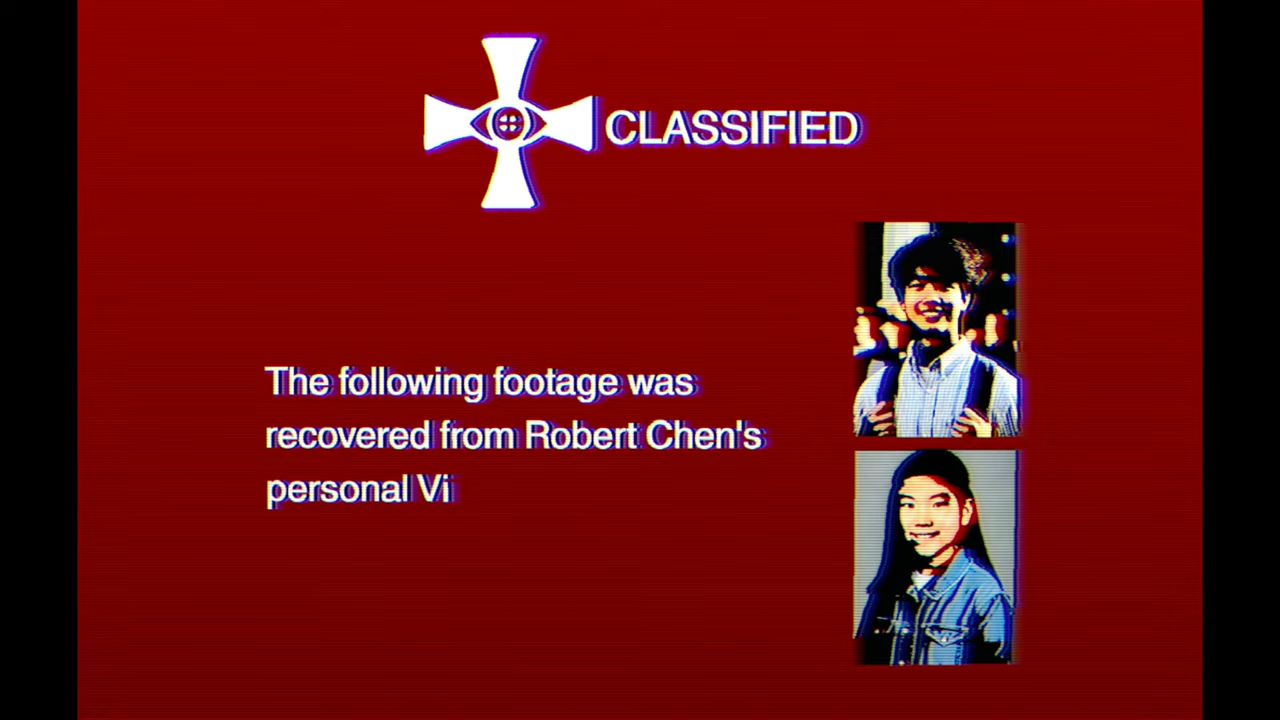 CLASSIFIED
The following footage was
recovered from Robert Chen's
personal Vi